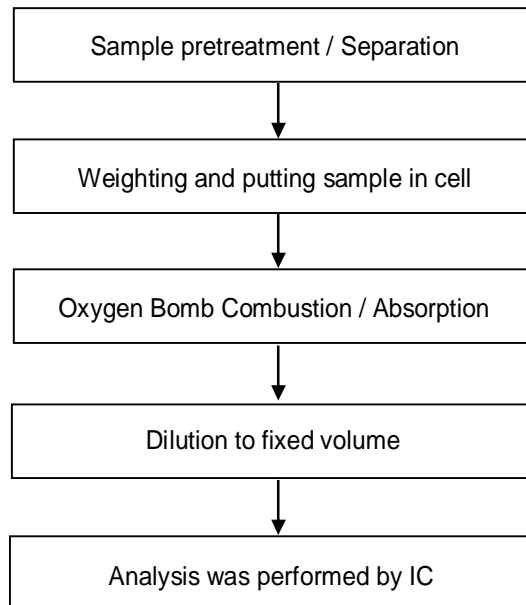 Sample pretreatment / Separation
Weighting and putting sample in cell
Oxygen Bomb Combustion / Absorption
Dilution to fixed volume
Analysis was performed by IC